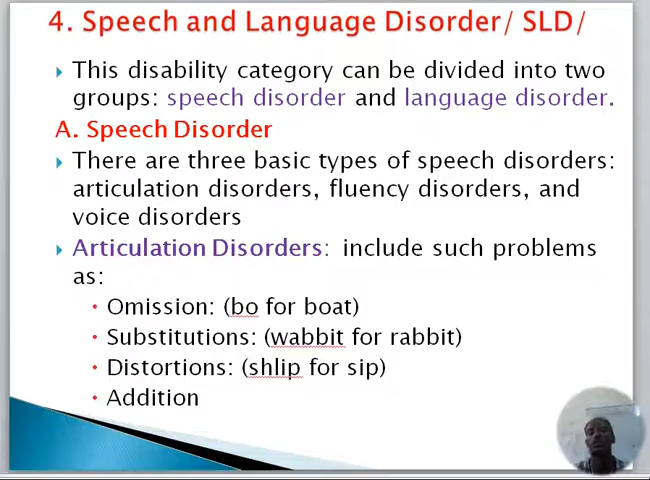 4. Speech and Language Disorder/ SLD/
This disability category can be divided into two
groups: speech disorder and language disorder.
A. Speech Disorder
There are three basic types of speech disorders:
articulation disorders, fluency disorders, and
voice disorders
Articulation Disorders: include such problems
as:
• Omission: (bo for boat)
• Substitutions: (wabbit for rabbit)
• Distortions: (shlip for sip)
• Addition